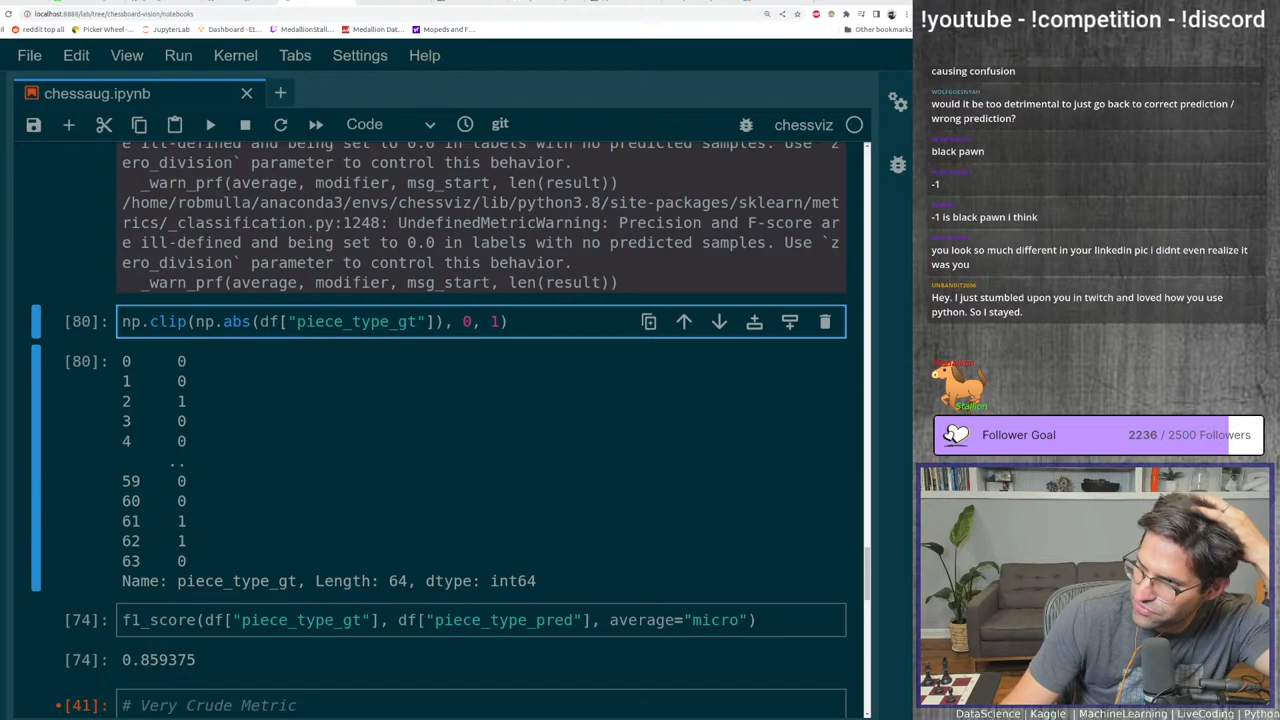 localhost:8888/lab/tree/chessboard-vision/notebooks
reddit top all
Picker Wheel -...
JupyterLab
Dashboard - Et...
MedallionStall...
Medallion Dat...
Mopeds and F...
Other bookmarks
File Edit View Run Kernel Tabs Settings Help
chessaug.ipynb
Code
git
chessviz
e ill-defined and being set to 0.0 in labels with no predicted samples. Use `z
ero_division` parameter to control this behavior.
_warn_prf(average, modifier, msg_start, len(result))
/home/robmulla/anaconda3/envs/chessviz/lib/python3.8/site-packages/sklearn/met
rics/_classification.py:1248: UndefinedMetricWarning: Precision and F-score ar
e ill-defined and being set to 0.0 in labels with no predicted samples. Use `z
ero_division` parameter to control this behavior.
_warn_prf(average, modifier, msg_start, len(result))
[80]: np.clip(np.abs(df["piece_type_gt"]), 0, 1)
[80]: 0 0
1 0
2 1
3 0
4 0
..
59 0
60 0
61 1
62 1
63 0
Name: piece_type_gt, Length: 64, dtype: int64
[74]: f1_score(df["piece_type_gt"], df["piece_type_pred"], average="micro")
[74]: 0.859375
[41]: # Very Crude Metric
!youtube - !competition - !discord
causing confusion
WOLFGOESNYAH
would it be too detrimental to just go back to correct prediction /
wrong prediction?
black pawn
-1
-1 is black pawn i think
you look so much different in your linkedin pic i didnt even realize it
was you
UNBANDIT2006
Hey. I just stumbled upon you in twitch and loved how you use
python. So I stayed.
Medallion
Stallion
Follower Goal 2236 / 2500 Followers
DataScience | Kaggle | MachineLearning | LiveCoding | Python